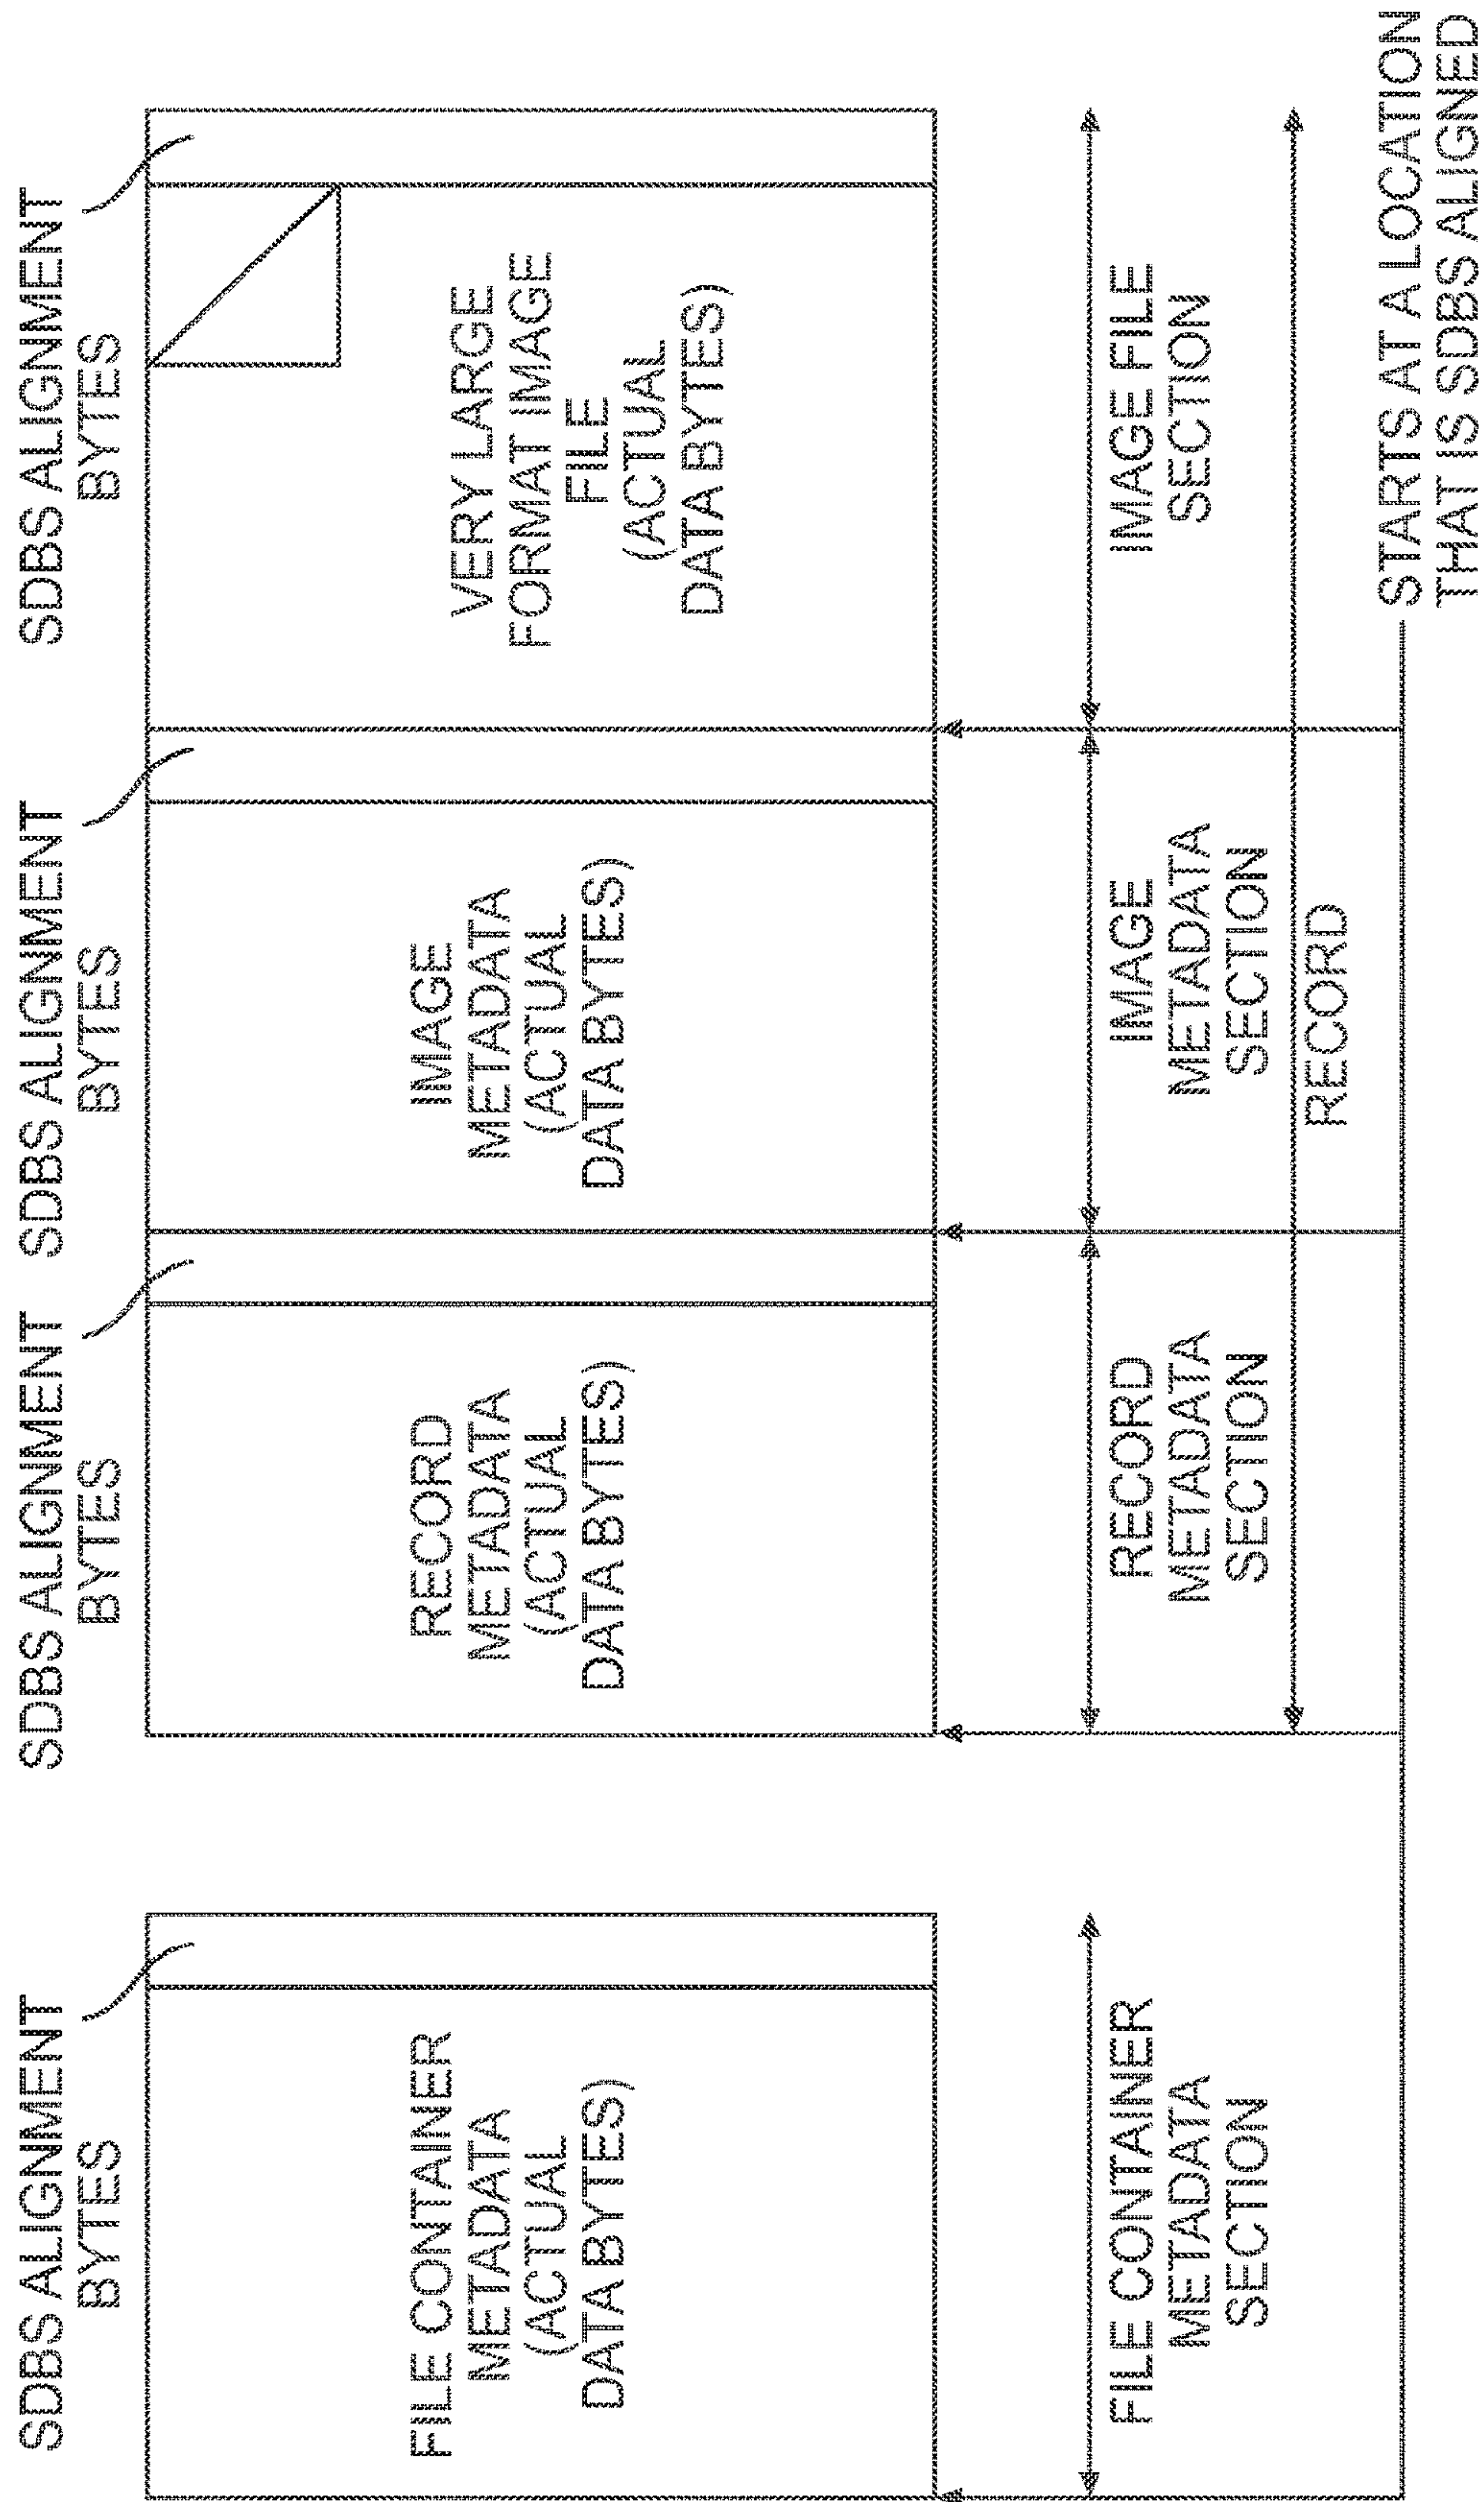 SDBS ALIGNMENT
BYTES
SDBS ALIGNMENT
BYTES
SDBS ALIGNMENT
BYTES
SDBS ALIGNMENT
BYTES
FILE CONTAINER
METADATA
(ACTUAL
DATA BYTES)
RECORD
METADATA
(ACTUAL
DATA BYTES)
IMAGE
METADATA
(ACTUAL
DATA BYTES)
VERY LARGE
FORMAT IMAGE
FILE
(ACTUAL
DATA BYTES)
FILE CONTAINER
METADATA
SECTION
RECORD
METADATA
SECTION
IMAGE
METADATA
SECTION
IMAGE FILE
SECTION
RECORD
STARTS AT A LOCATION
THAT IS SDBS ALIGNED